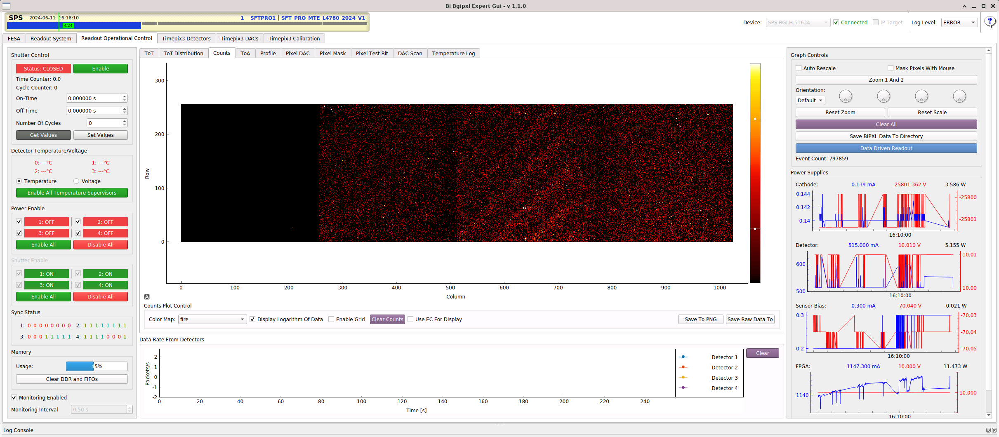 Bi Bgipxl Expert Gui - v 1.1.0
SPS 2024-06-11 16:16:10 1 SFTPRO1 | SFT PRO MTE L4780 2024 V1
4/24
Device: SPS.BGI.H.51634 Connected IP Target Log Level: ERROR ?
FESA Readout System Readout Operational Control Timepix3 Detectors Timepix3 DACs Timepix3 Calibration
Shutter Control
Status: CLOSED Enable
Time Counter: 0.0
Cycle Counter: 0
On-Time 0.000000 s
Off-Time 0.000000 s
Number Of Cycles 0
Get Values Set Values
Detector Temperature/Voltage
0: ---°C 1: ---°C
2: ---°C 3: ---°C
Temperature Voltage
Enable All Temperature Supervisors
Power Enable
1: OFF 2: OFF
3: OFF 4: OFF
Enable All Disable All
Shutter Enable
1: ON 2: ON
3: ON 4: ON
Enable All Disable All
Sync Status
1: 0 0 0 0 0 0 0 0 2: 1 1 1 1 1 1 1 1
3: 0 0 0 1 1 1 1 1 4: 1 1 1 1 0 0 0 1
Memory
Usage: 45%
Clear DDR and FIFOs
Monitoring Enabled
Monitoring Interval 0.50 s
ToT ToT Distribution Counts ToA Profile Pixel DAC Pixel Mask Pixel Test Bit DAC Scan Temperature Log
300
200
100
0
Row
0 100 200 300 400 500 600 700 800 900 1000
A
Column
Counts Plot Control
Color Map: fire Display Logarithm Of Data Enable Grid Clear Counts Use EC For Display Save To PNG Save Raw Data To
Data Rate From Detectors
2
1
0
-1
-2
Packets/s
0 20 40 60 80 100 120 140 160 180 200 220 240
Time [s]
Detector 1
Detector 2
Detector 3
Detector 4
Clear
Graph Controls
Auto Rescale Mask Pixels With Mouse
Zoom 1 And 2
Orientation:
Default
Reset Zoom Reset Scale
Clear All
Save BIPXL Data To Directory
Data Driven Readout
Event Count: 797859
Power Supplies
Cathode: 0.139 mA -25801.362 V 3.586 W
0.144
0.142
0.14
-25800
-25801
16:10:00
Detector: 515.000 mA 10.010 V 5.155 W
600
500
10.01
10.00
16:10:00
Sensor Bias: 0.300 mA -70.040 V -0.021 W
0.3
0.2
-70.03
-70.04
-70.05
16:10:00
FPGA: 1147.300 mA 10.000 V 11.473 W
1140
10.000
16:10:00
Log Console